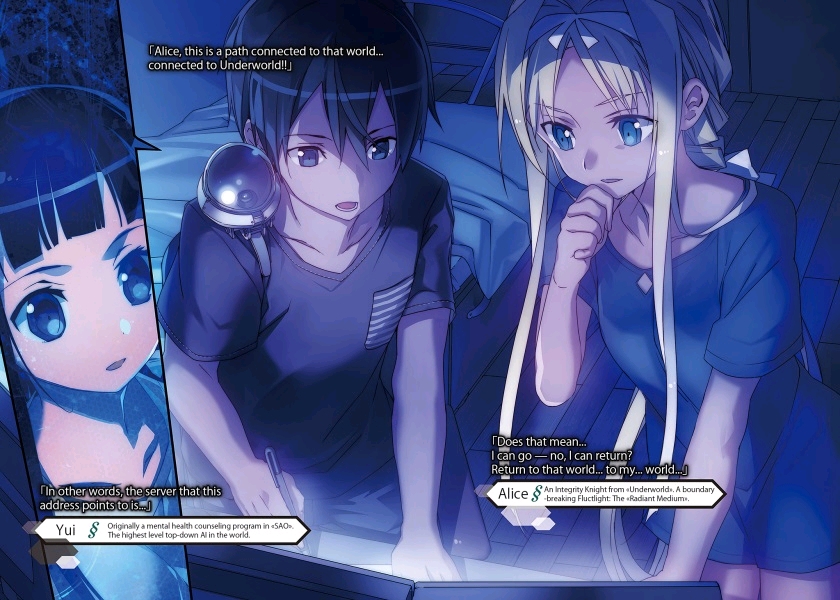 「Alice, this is a path connected to that world...
connected to Underworld!!」
「Does that mean...
I can go — no, I can return?
Return to that world... to my... world...」
Alice § An Integrity Knight from «Underworld». A boundary
-breaking Fluctlight: The «Radiant Medium».
「In other words, the server that this
address points to is...」
Yui § Originally a mental health counseling program in «SAO».
The highest level top-down AI in the world.